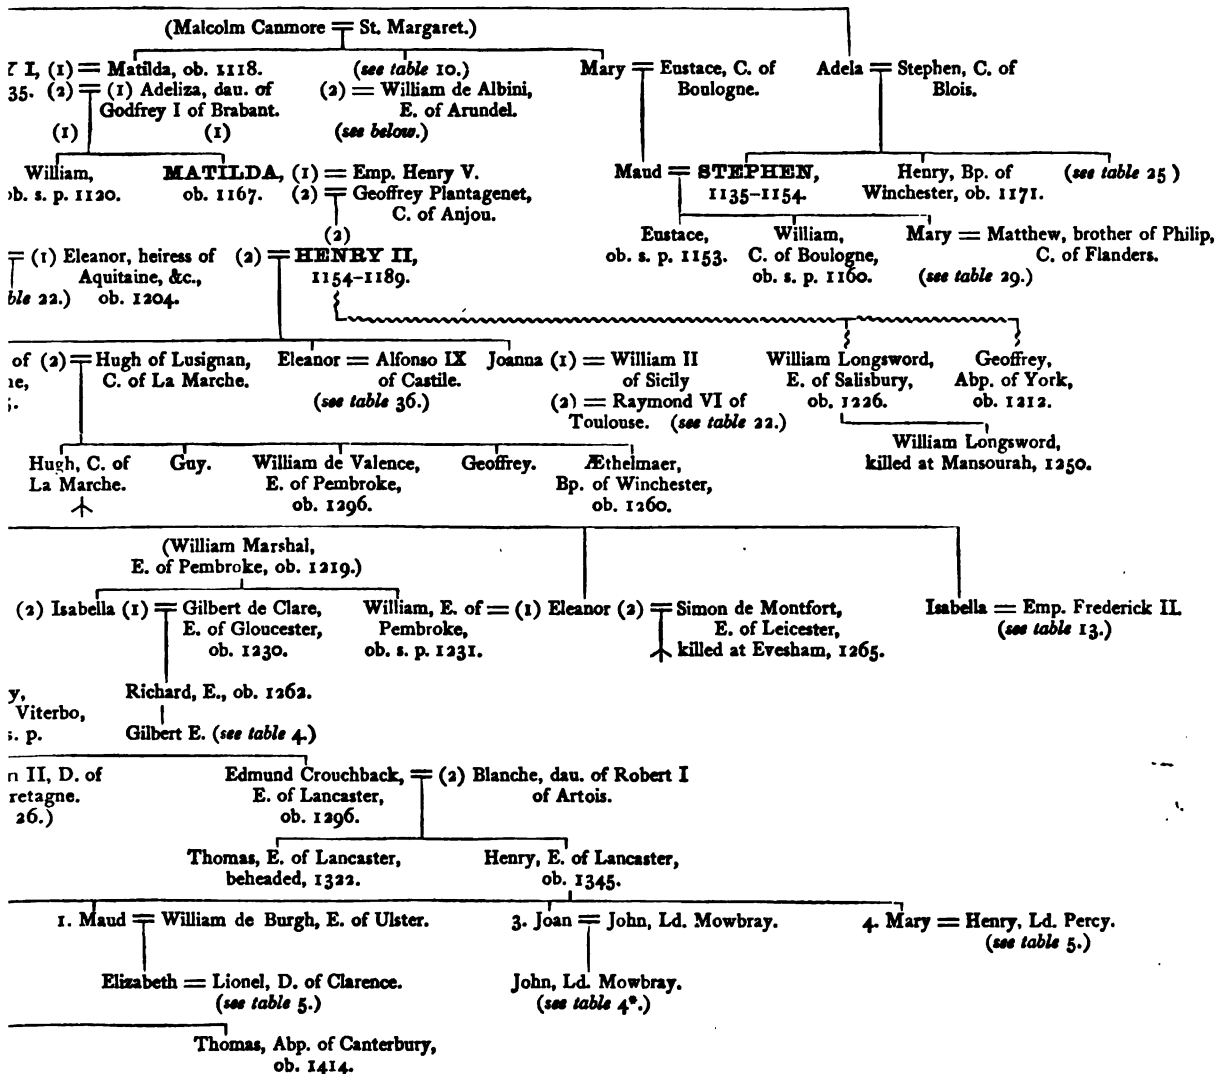 (Malcolm Canmore = St. Margaret.)
I, (1) = Matilda, ob. 1118. (see table 10.) Mary = Eustace, C. of Adela = Stephen, C. of
35. (2) = (1) Adeliza, dau. of (2) = William de Albini, Boulogne. Blois.
Godfrey I of Brabant. E. of Arundel.
(1) (1) (see below.)
William, MATILDA, (1) = Emp. Henry V. Maud = STEPHEN, Henry, Bp. of (see table 25)
ob. s. p. 1120. ob. 1167. (2) = Geoffrey Plantagenet, 1135–1154. Winchester, ob. 1171.
C. of Anjou.
(2) Eustace, William, Mary = Matthew, brother of Philip,
= (1) Eleanor, heiress of (2) = HENRY II, ob. s. p. 1153. C. of Boulogne, C. of Flanders.
Aquitaine, &c., 1154–1189. ob. s. p. 1160. (see table 29.)
ble 22.) ob. 1204.
of (2) = Hugh of Lusignan, Eleanor = Alfonso IX Joanna (1) = William II William Longsword, Geoffrey,
ne, C. of La Marche. of Castile. of Sicily E. of Salisbury, Abp. of York,
(see table 36.) (2) = Raymond VI of ob. 1226. ob. 1212.
Toulouse. (see table 22.)
William Longsword,
Hugh, C. of Guy. William de Valence, Geoffrey. Æthelmaer, killed at Mansourah, 1250.
La Marche. E. of Pembroke, Bp. of Winchester,
ob. 1296. ob. 1260.
(William Marshal,
E. of Pembroke, ob. 1219.)
(2) Isabella (1) = Gilbert de Clare, William, E. of = (1) Eleanor (2) = Simon de Montfort, Isabella = Emp. Frederick II.
E. of Gloucester, Pembroke, E. of Leicester, (see table 13.)
ob. 1230. ob. s. p. 1231. killed at Evesham, 1265.
y, Richard, E., ob. 1262.
Viterbo,
s. p. Gilbert E. (see table 4.)
n II, D. of Edmund Crouchback, = (2) Blanche, dau. of Robert I
retagne. E. of Lancaster, of Artois.
26.) ob. 1296.
Thomas, E. of Lancaster, Henry, E. of Lancaster,
beheaded, 1322. ob. 1345.
1. Maud = William de Burgh, E. of Ulster. 3. Joan = John, Ld. Mowbray. 4. Mary = Henry, Ld. Percy.
(see table 5.)
Elizabeth = Lionel, D. of Clarence. John, Ld. Mowbray.
(see table 5.) (see table 4*.)
Thomas, Abp. of Canterbury,
ob. 1414.